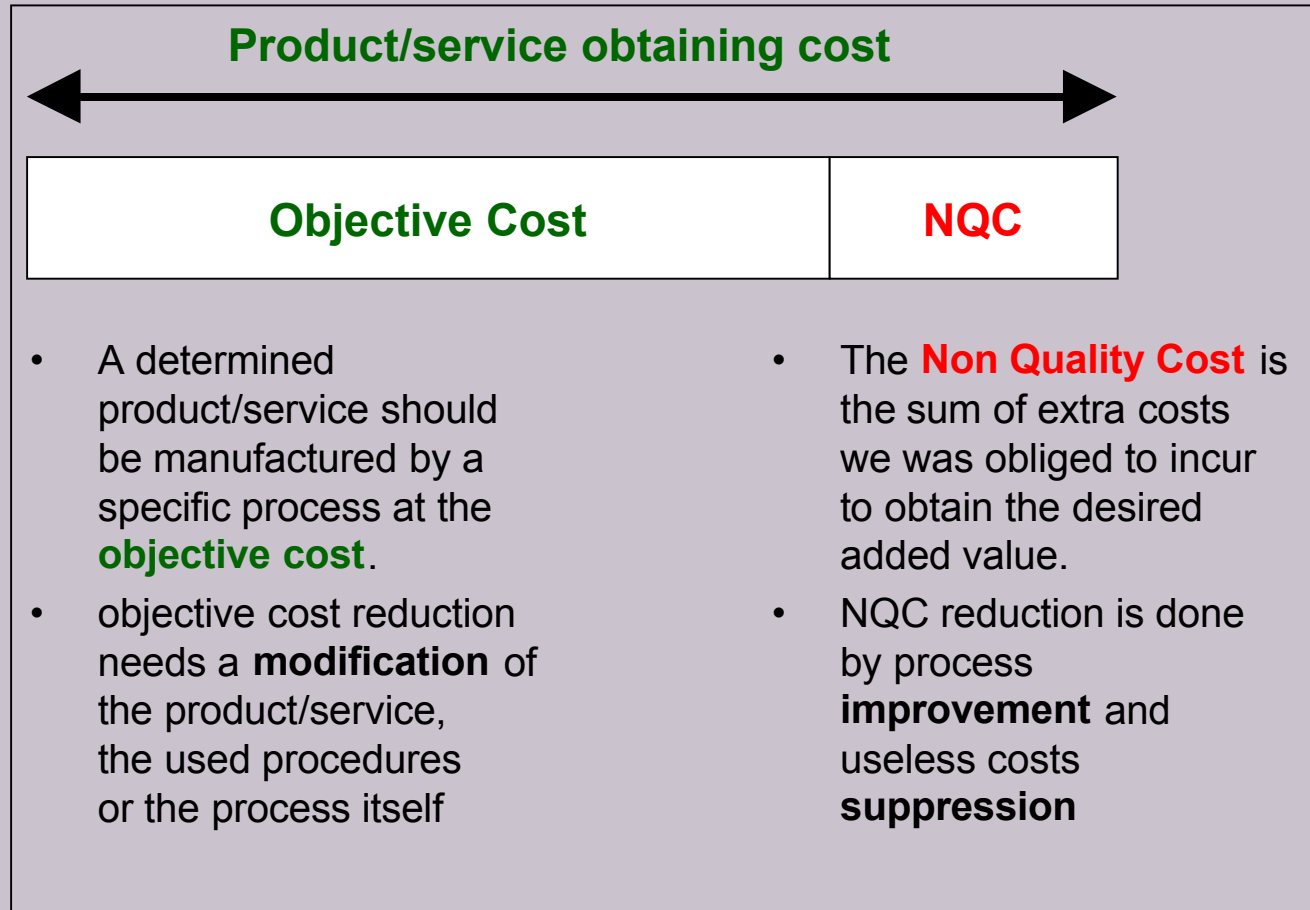 Product/service obtaining cost
Objective Cost
NQC
• A determined
product/service should
be manufactured by a
specific process at the
objective cost.
• objective cost reduction
needs a modification of
the product/service,
the used procedures
or the process itself
• The Non Quality Cost is
the sum of extra costs
we was obliged to incur
to obtain the desired
added value.
• NQC reduction is done
by process
improvement and
useless costs
suppression